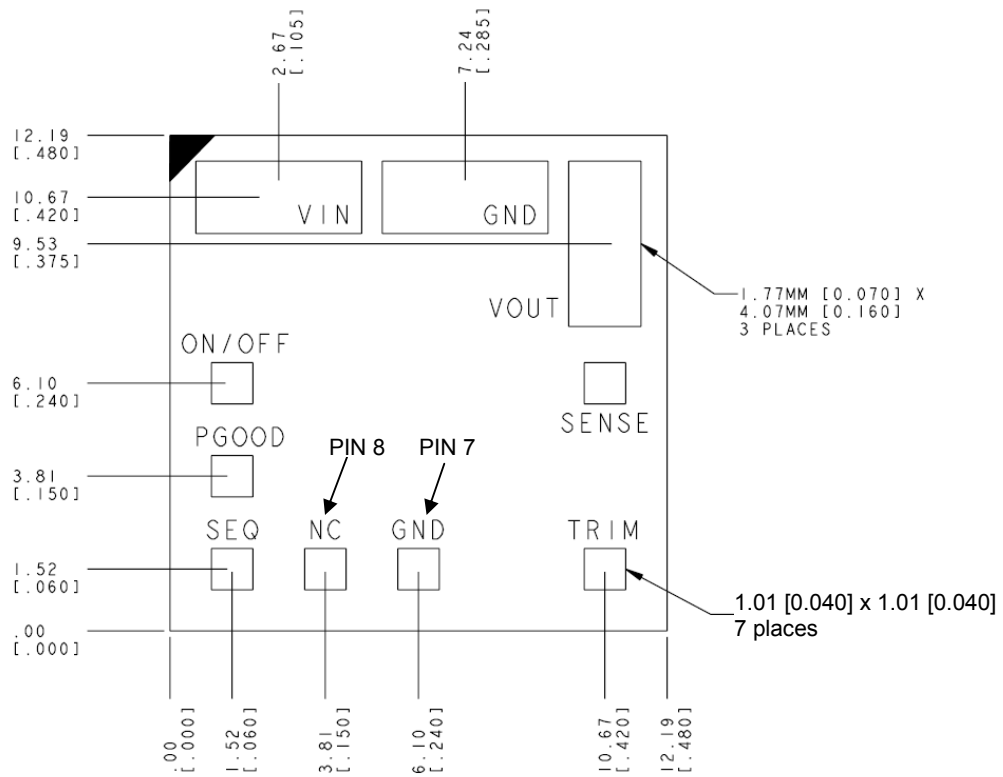 2.67
[.105]
7.24
[.285]
12.19
[.480]
10.67
[.420]
VIN
GND
9.53
[.375]
1.77MM [0.070] X
4.07MM [0.160]
3 PLACES
VOUT
ON/OFF
6.10
[.240]
SENSE
PGOOD
PIN 8
PIN 7
3.81
[.150]
SEQ
NC
GND
TRIM
1.52
[.060]
1.01 [0.040] x 1.01 [0.040]
7 places
.00
[.000]
.00
[0.000]
1.52
[.060]
3.81
[.150]
6.10
[.240]
10.67
[.420]
12.19
[.480]